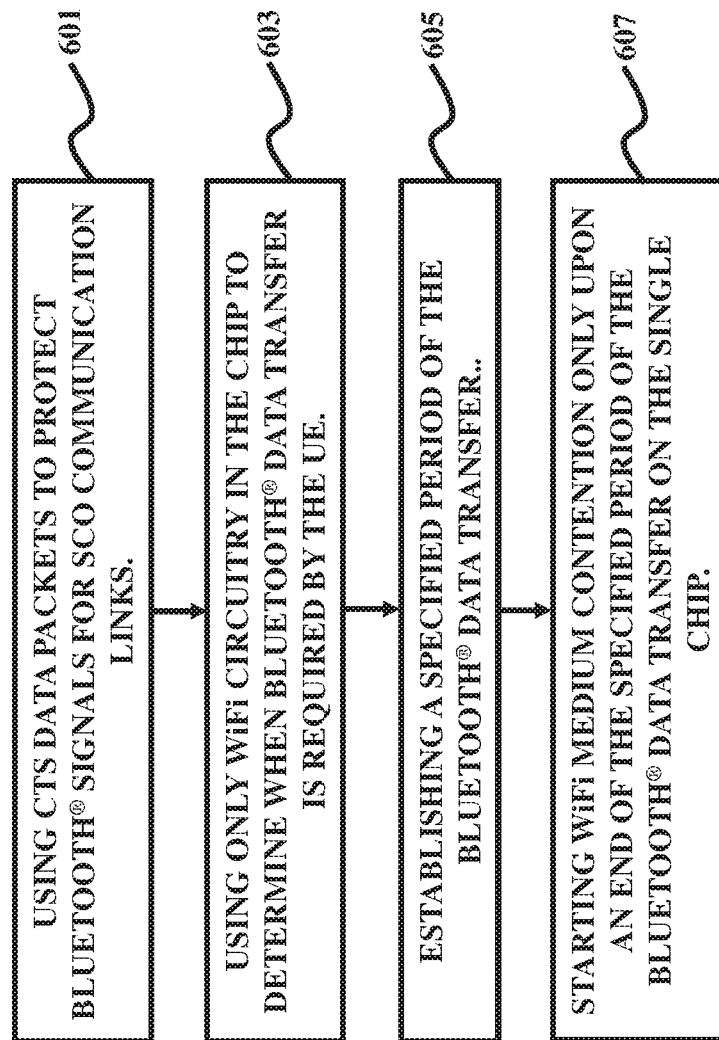 USING CTS DATA PACKETS TO PROTECT
BLUETOOTH® SIGNALS FOR SCO COMMUNICATION
LINKS.
601
USING ONLY WiFi CIRCUITRY IN THE CHIP TO
DETERMINE WHEN BLUETOOTH® DATA TRANSFER
IS REQUIRED BY THE UE.
603
ESTABLISHING A SPECIFIED PERIOD OF THE
BLUETOOTH® DATA TRANSFER..
605
STARTING WiFi MEDIUM CONTENTION ONLY UPON
AN END OF THE SPECIFIED PERIOD OF THE
BLUETOOTH® DATA TRANSFER ON THE SINGLE
CHIP.
607